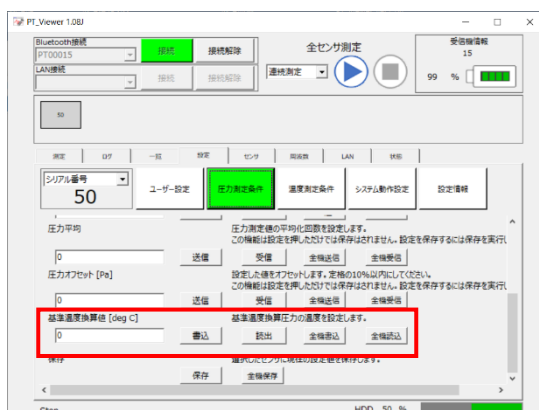 PT_Viewer 1.08J
Bluetooth接続
PT00015
接続
接続解除
LAN接続
接続
接続解除
全センサ測定
連続測定
受信機情報
15
99 %
50
測定 ログ 一括 設定 センサ 周波数 LAN 状態
シリアル番号
50
ユーザー設定
圧力測定条件
温度測定条件
システム動作設定
設定情報
圧力平均
圧力測定値の平均化回数を設定します。
この機能は設定を押しただけでは保存はされません。設定を保存するには保存を実行し
0
送信 受信 全機送信 全機受信
圧力オフセット [Pa]
設定した値をオフセットします。定格の10%以内にしてください。
この機能は設定を押しただけでは保存はされません。設定を保存するには保存を実行し
0
送信 受信 全機送信 全機受信
基準温度換算値 [deg C]
基準温度換算圧力の温度を設定します。
0
書込 読出 全機書込 全機読込
保存
選択したセンサに現在の設定値を保存します。
保存 全機保存
Stop
HDD 50 %